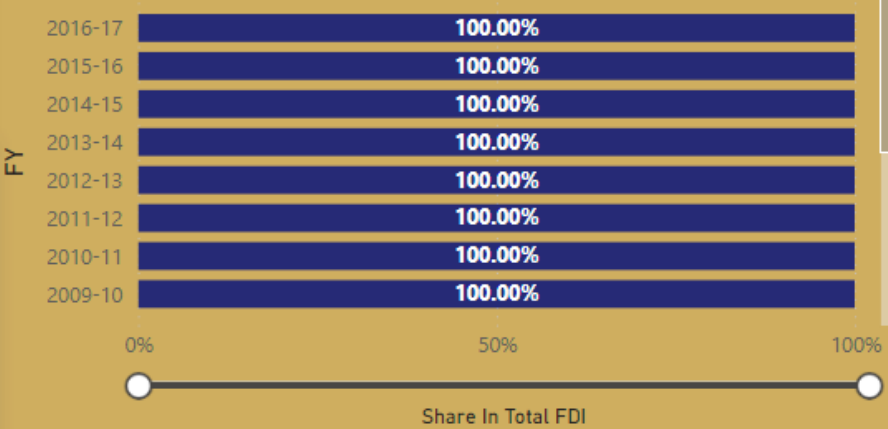 FY
2016-17 100.00%
2015-16 100.00%
2014-15 100.00%
2013-14 100.00%
2012-13 100.00%
2011-12 100.00%
2010-11 100.00%
2009-10 100.00%
0% 50% 100%
Share In Total FDI